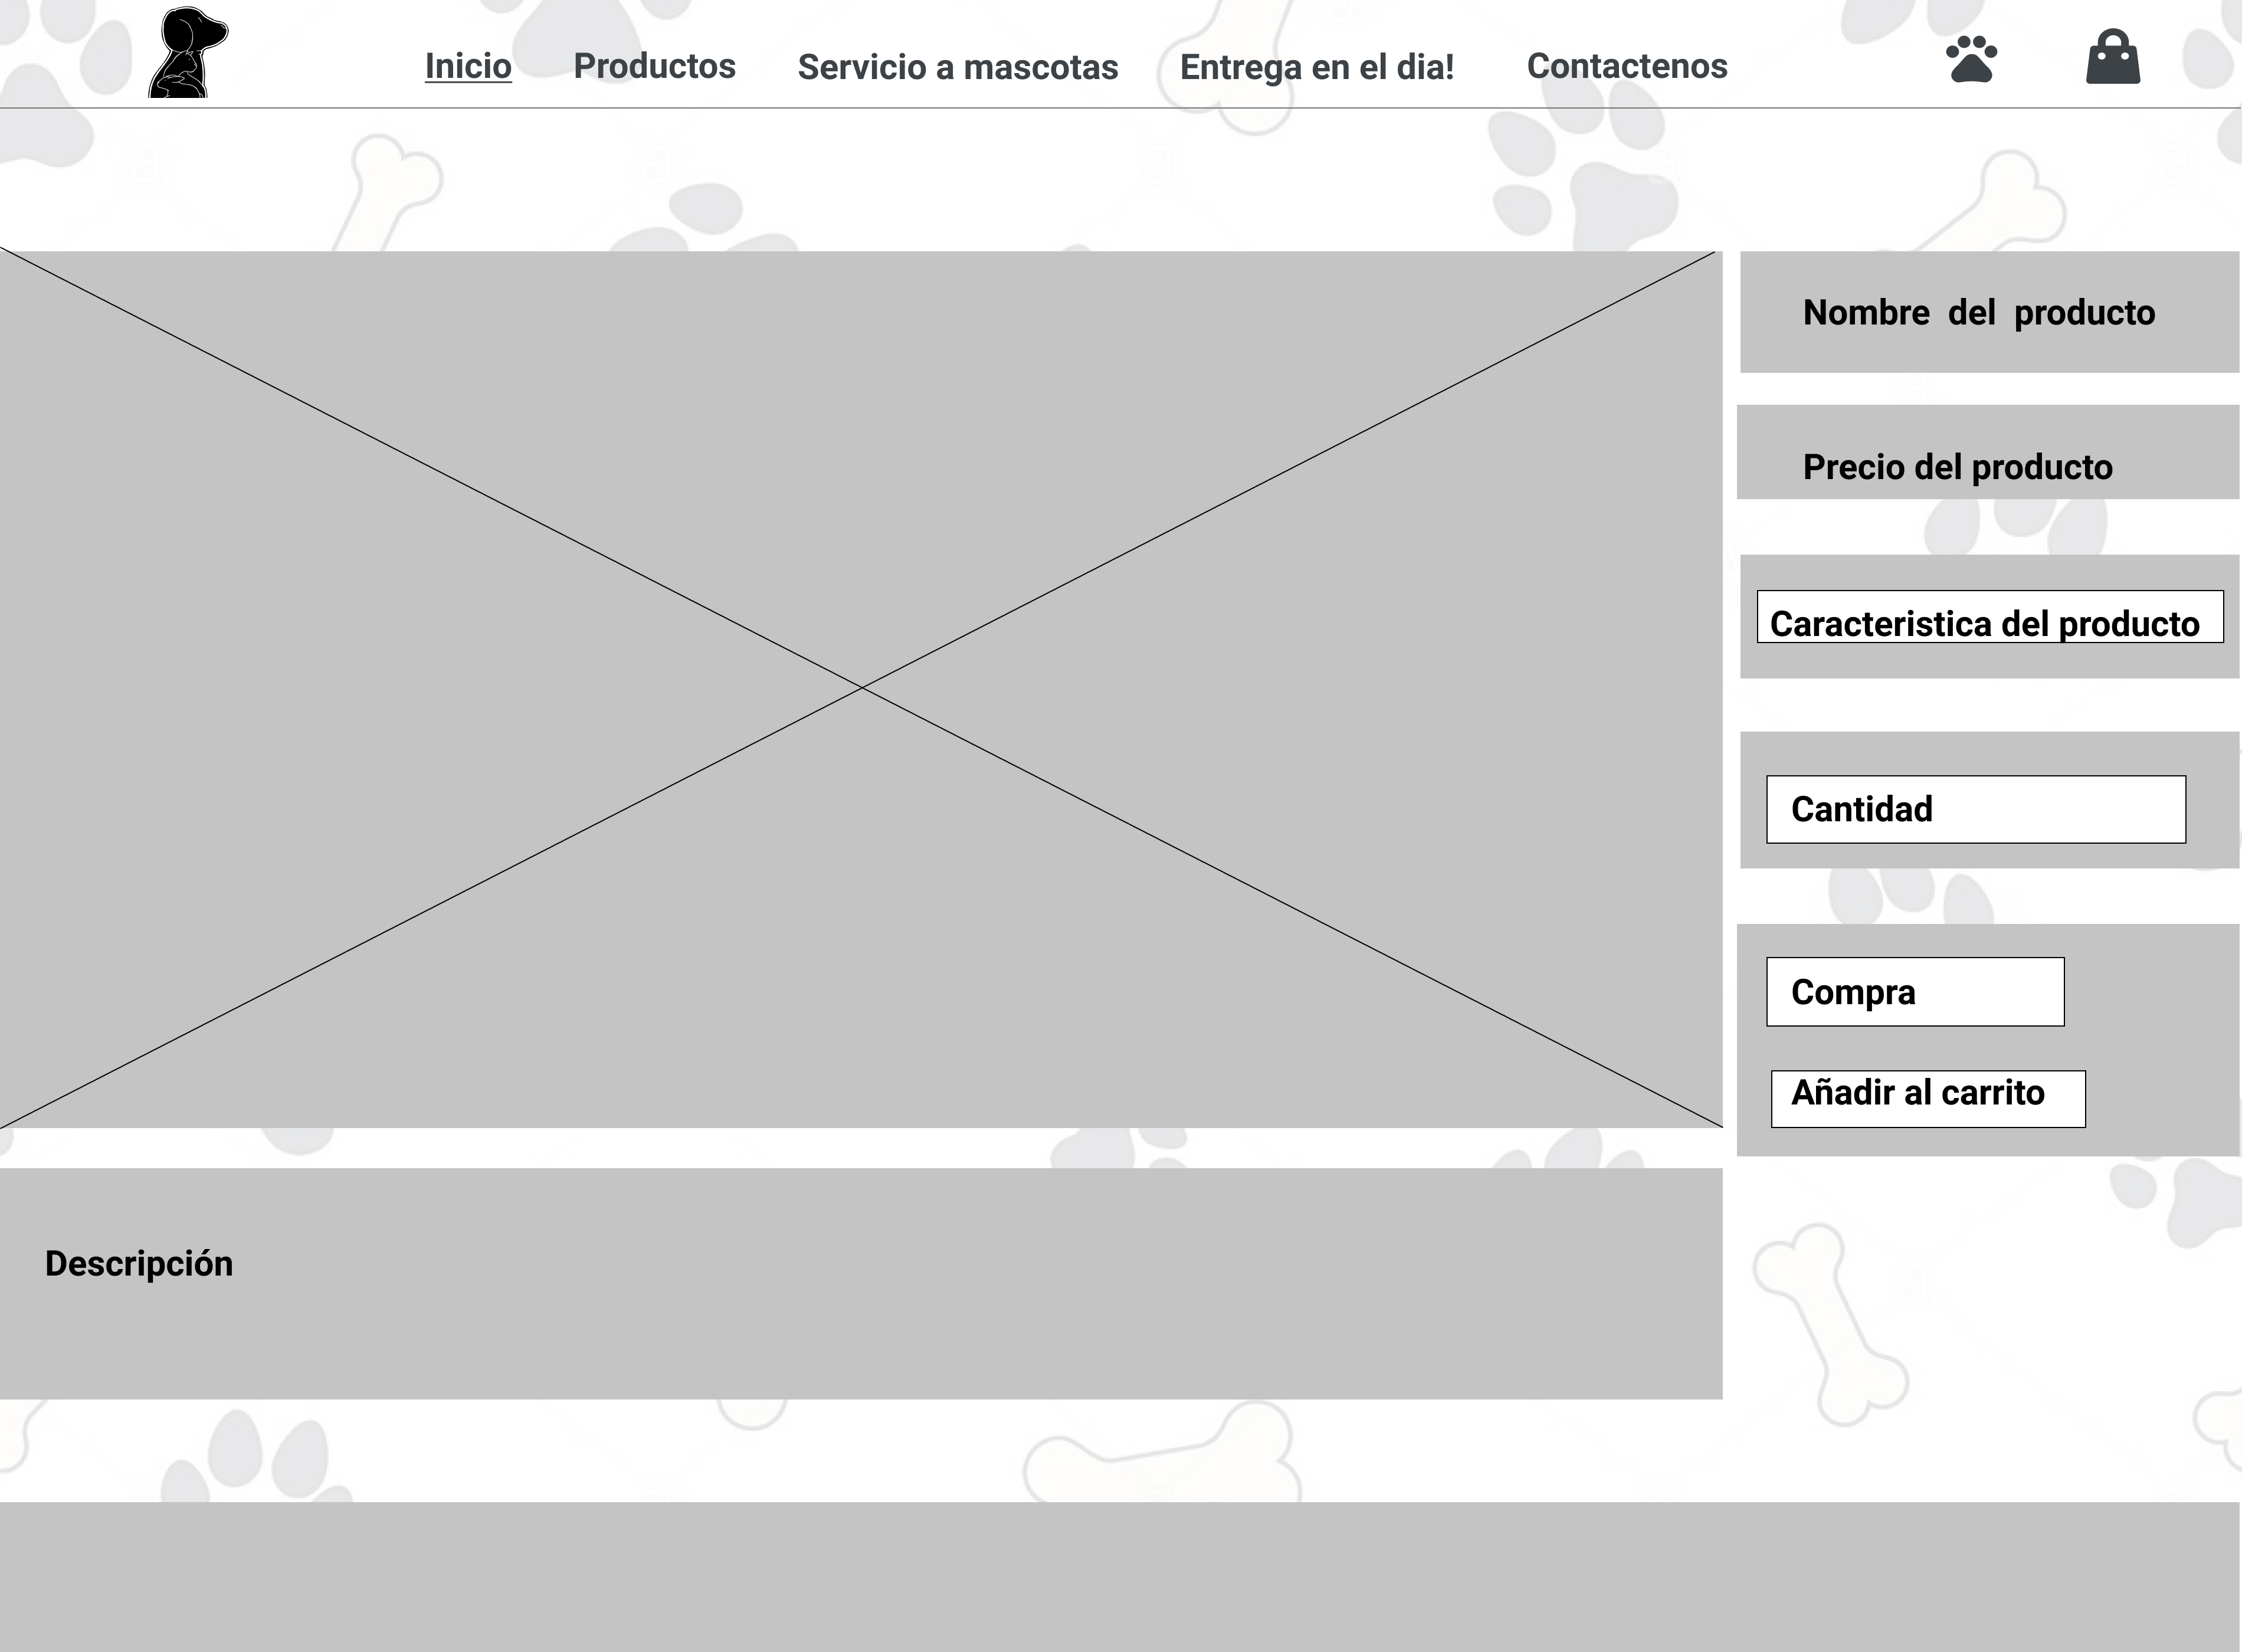 Inicio Productos Servicio a mascotas Entrega en el dia! Contactenos
Nombre del producto
Precio del producto
Caracteristica del producto
Cantidad
Compra
Añadir al carrito
Descripción